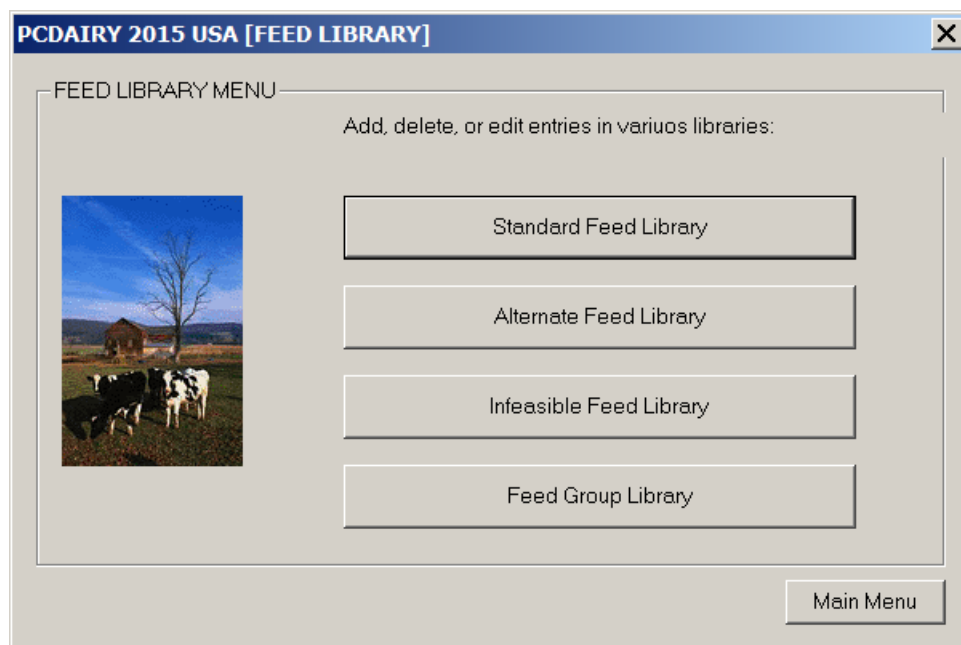 PCDAIRY 2015 USA [FEED LIBRARY]
FEED LIBRARY MENU
Add, delete, or edit entries in variuos libraries:
Standard Feed Library
Alternate Feed Library
Infeasible Feed Library
Feed Group Library
Main Menu